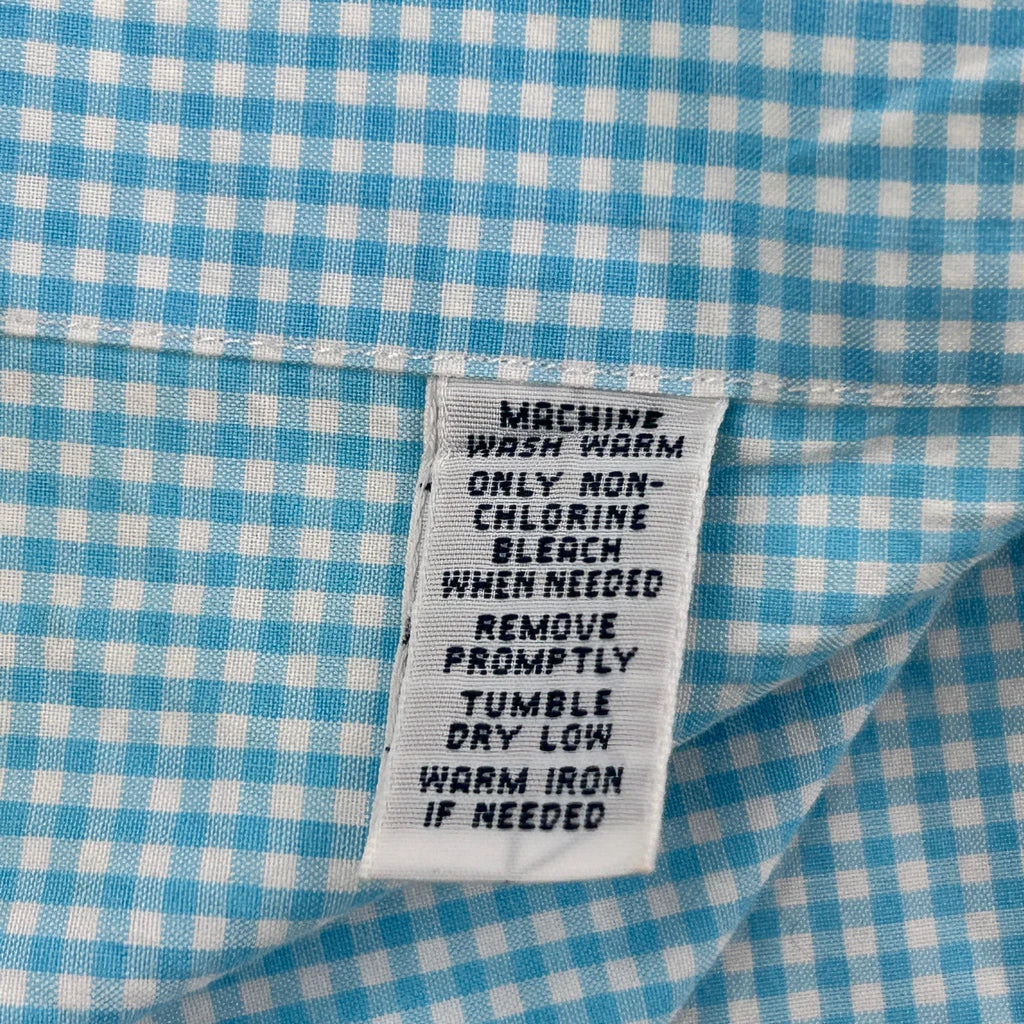 MACHINE
WASH WARM
ONLY NON-
CHLORINE
BLEACH
WHEN NEEDED
REMOVE
PROMPTLY
TUMBLE
DRY LOW
WARM IRON
IF NEEDED